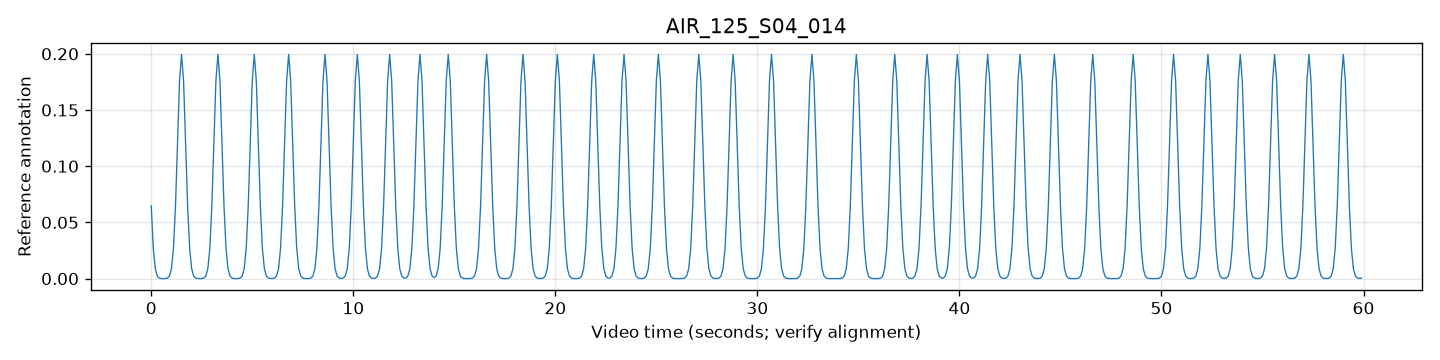 AIR_125_S04_014
0.20
0.15
0.10
0.05
0.00
Reference annotation
0 10 20 30 40 50 60
Video time (seconds; verify alignment)